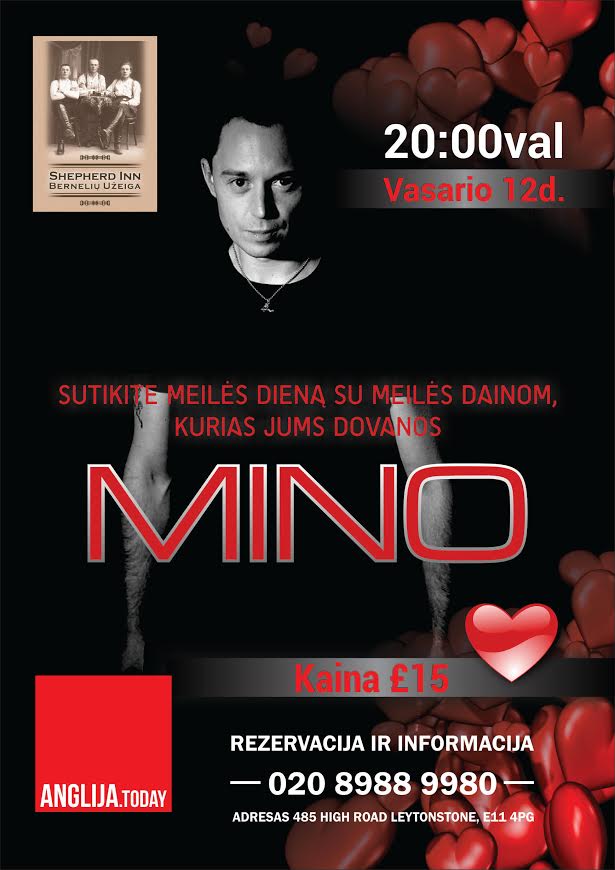 SHEPHERD INN
BERNELIŲ UŽEIGA
20:00val
Vasario 12d.
SUTIKITE MEILĖS DIENĄ SU MEILĖS DAINOM,
KURIAS JUMS DOVANOS
MINO
Kaina £15
ANGLIJA.TODAY
REZERVACIJA IR INFORMACIJA
— 020 8988 9980 —
ADRESAS 485 HIGH ROAD LEYTONSTONE, E11 4PG